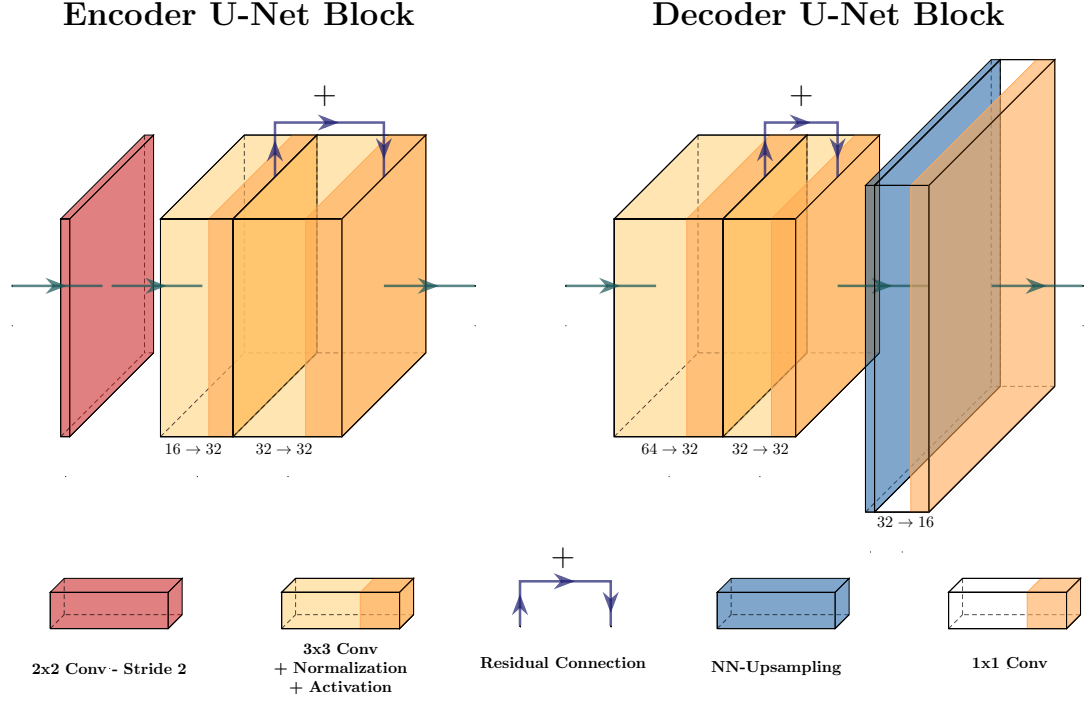 Encoder U-Net Block
Decoder U-Net Block
+
+
16 → 32
32 → 32
64 → 32
32 → 32
32 → 16
+
2x2 Conv - Stride 2
3x3 Conv
+ Normalization
+ Activation
Residual Connection
NN-Upsampling
1x1 Conv